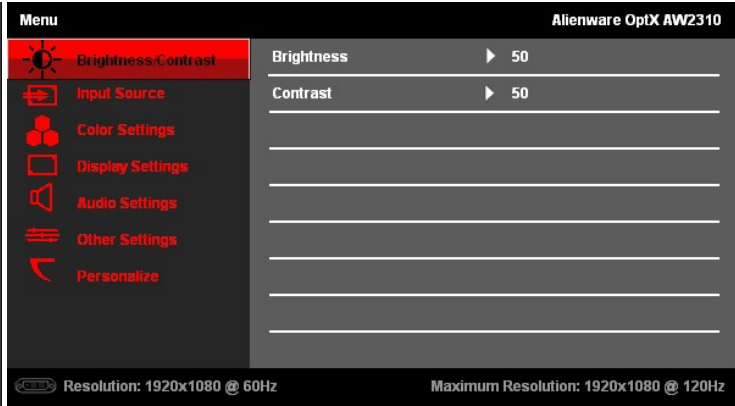 Menu Alienware OptX AW2310
Brightness/Contrast Brightness 50
Input Source Contrast 50
Color Settings
Display Settings
Audio Settings
Other Settings
Personalize
Resolution: 1920x1080 @ 60Hz Maximum Resolution: 1920x1080 @ 120Hz